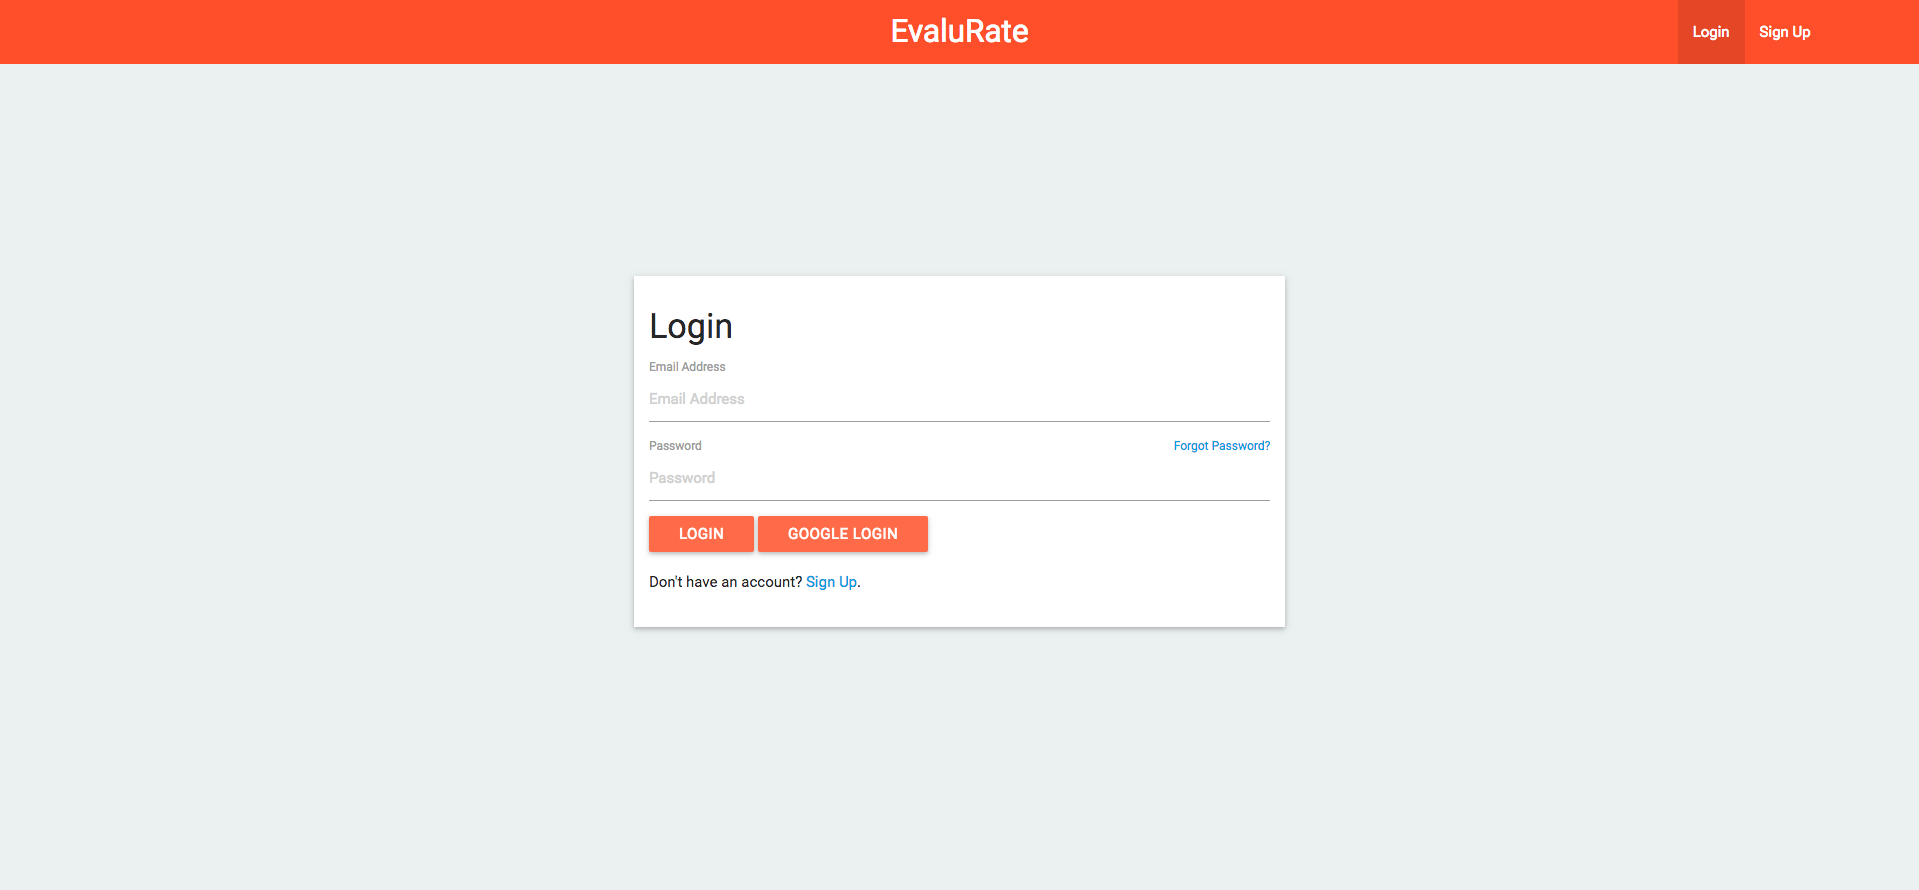 EvaluRate
Login
Sign Up
Login
Email Address
Email Address
Password
Forgot Password?
Password
LOGIN
GOOGLE LOGIN
Don't have an account? Sign Up.